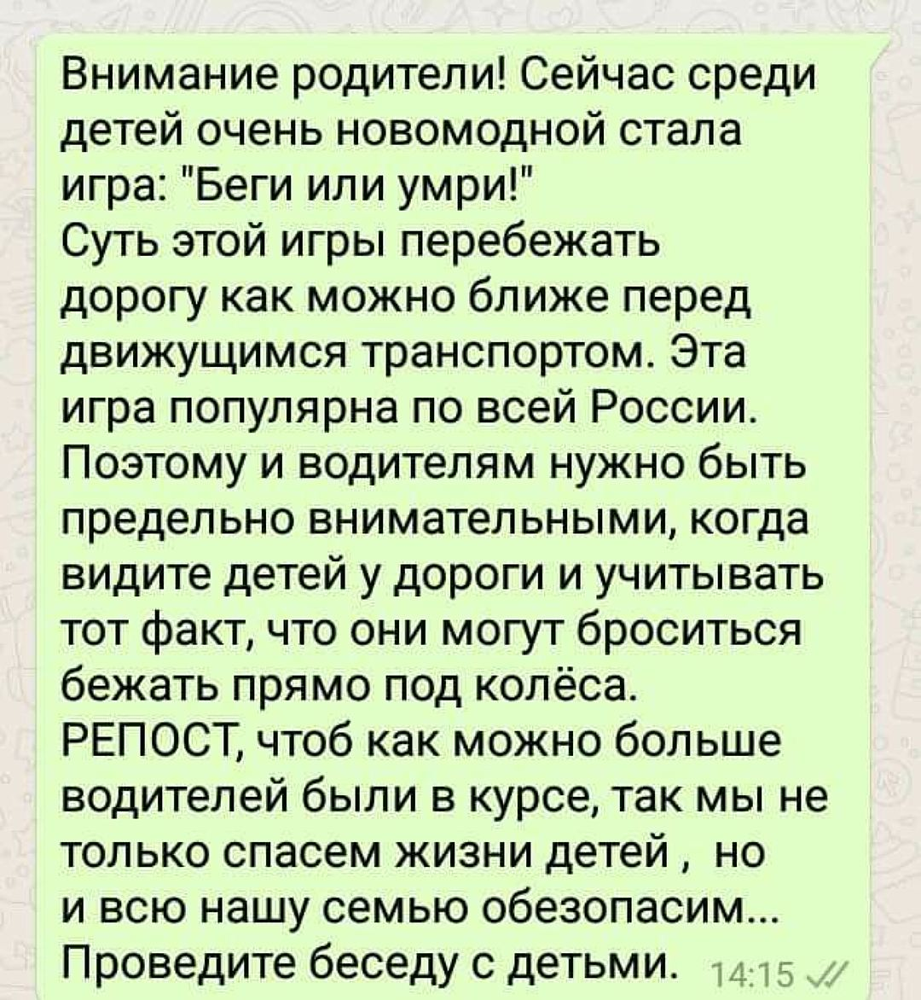 Внимание родители! Сейчас среди
детей очень новомодной стала
игра: "Беги или умри!"
Суть этой игры перебежать
дорогу как можно ближе перед
движущимся транспортом. Эта
игра популярна по всей России.
Поэтому и водителям нужно быть
предельно внимательными, когда
видите детей у дороги и учитывать
тот факт, что они могут броситься
бежать прямо под колёса.
РЕПОСТ, чтоб как можно больше
водителей были в курсе, так мы не
только спасем жизни детей ,  но
и всю нашу семью обезопасим...
Проведите беседу с детьми. 14:15